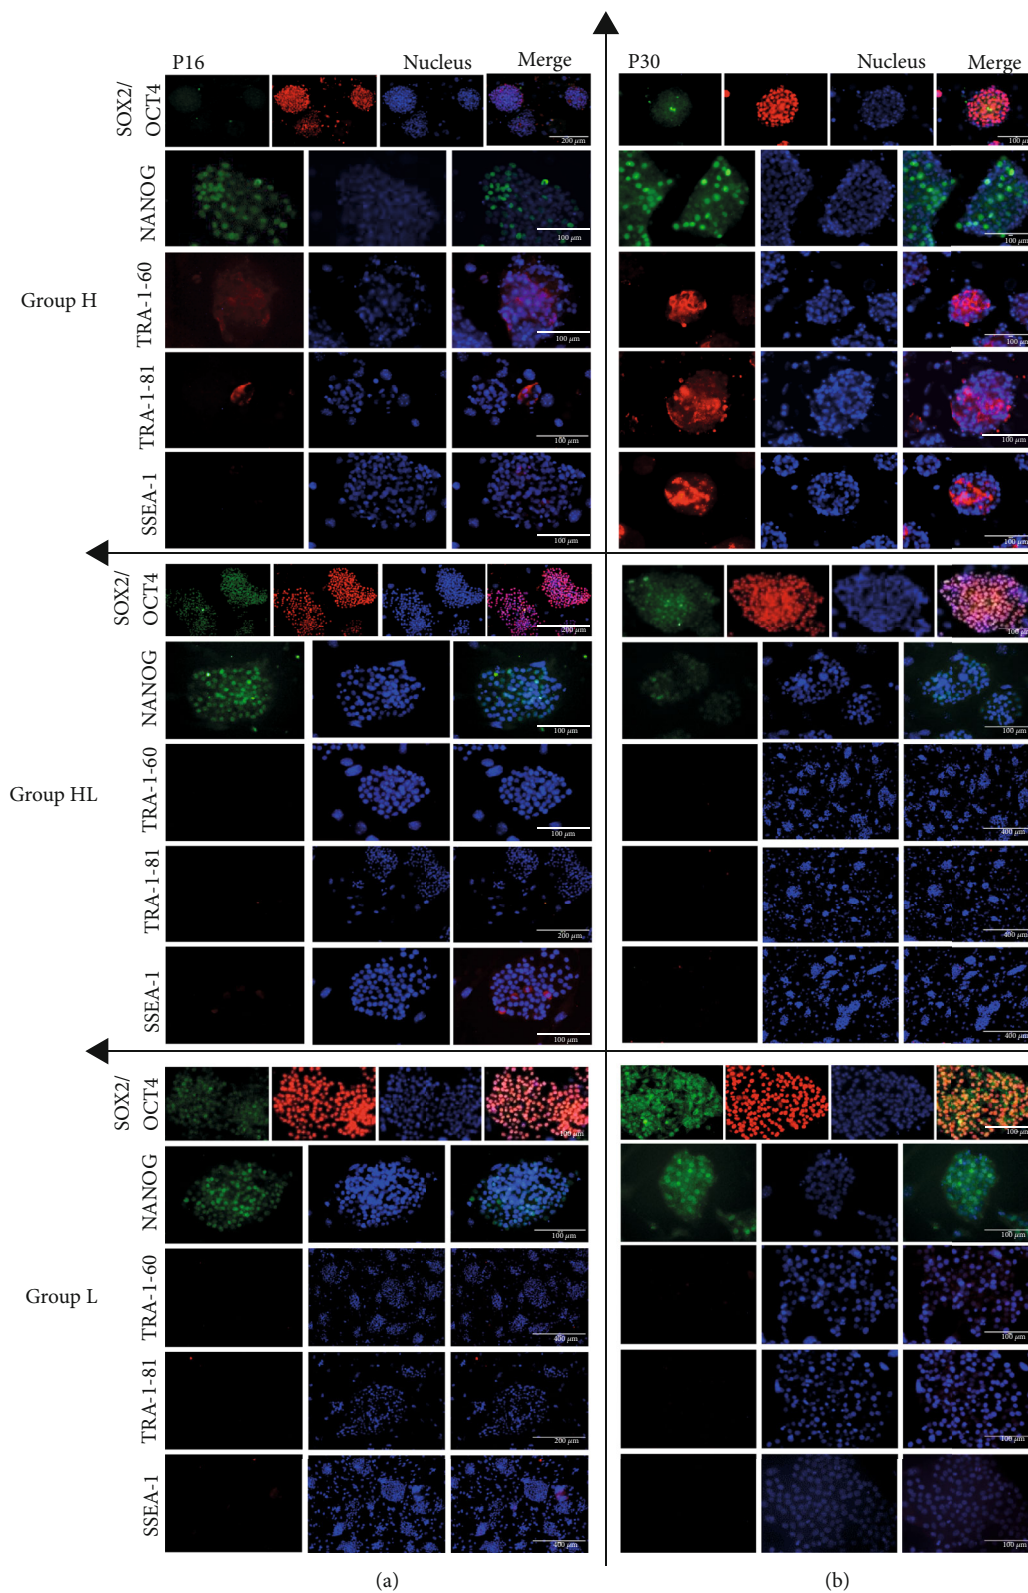 P16 Nucleus Merge P30 Nucleus Merge
SOX2/
OCT4
200 µm
100 µm
NANOG
100 µm
100 µm
Group H
TRA-1-60
100 µm
100 µm
TRA-1-81
100 µm
100 µm
SSEA-1
100 µm
100 µm
SOX2/
OCT4
200 µm
100 µm
NANOG
100 µm
100 µm
Group HL
TRA-1-60
100 µm
400 µm
TRA-1-81
200 µm
400 µm
SSEA-1
100 µm
400 µm
SOX2/
OCT4
100 µm
100 µm
NANOG
100 µm
100 µm
Group L
TRA-1-60
400 µm
100 µm
TRA-1-81
200 µm
100 µm
SSEA-1
400 µm
100 µm
(a) (b)